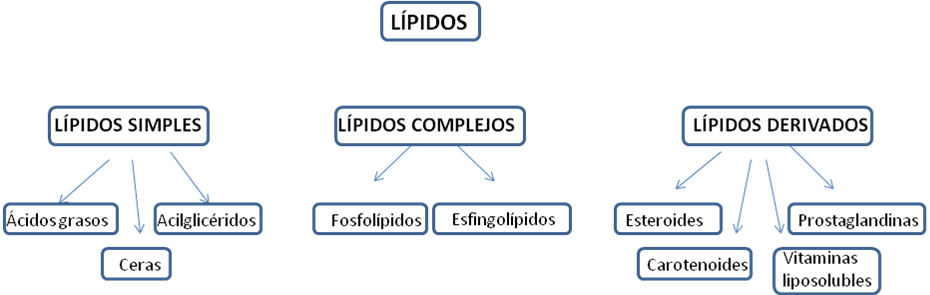 LÍPIDOS
LÍPIDOS SIMPLES
LÍPIDOS COMPLEJOS
LÍPIDOS DERIVADOS
Ácidos grasos
Acilglicéridos
Ceras
Fosfolípidos
Esfingolípidos
Esteroides
Prostaglandinas
Carotenoides
Vitaminas
liposolubles